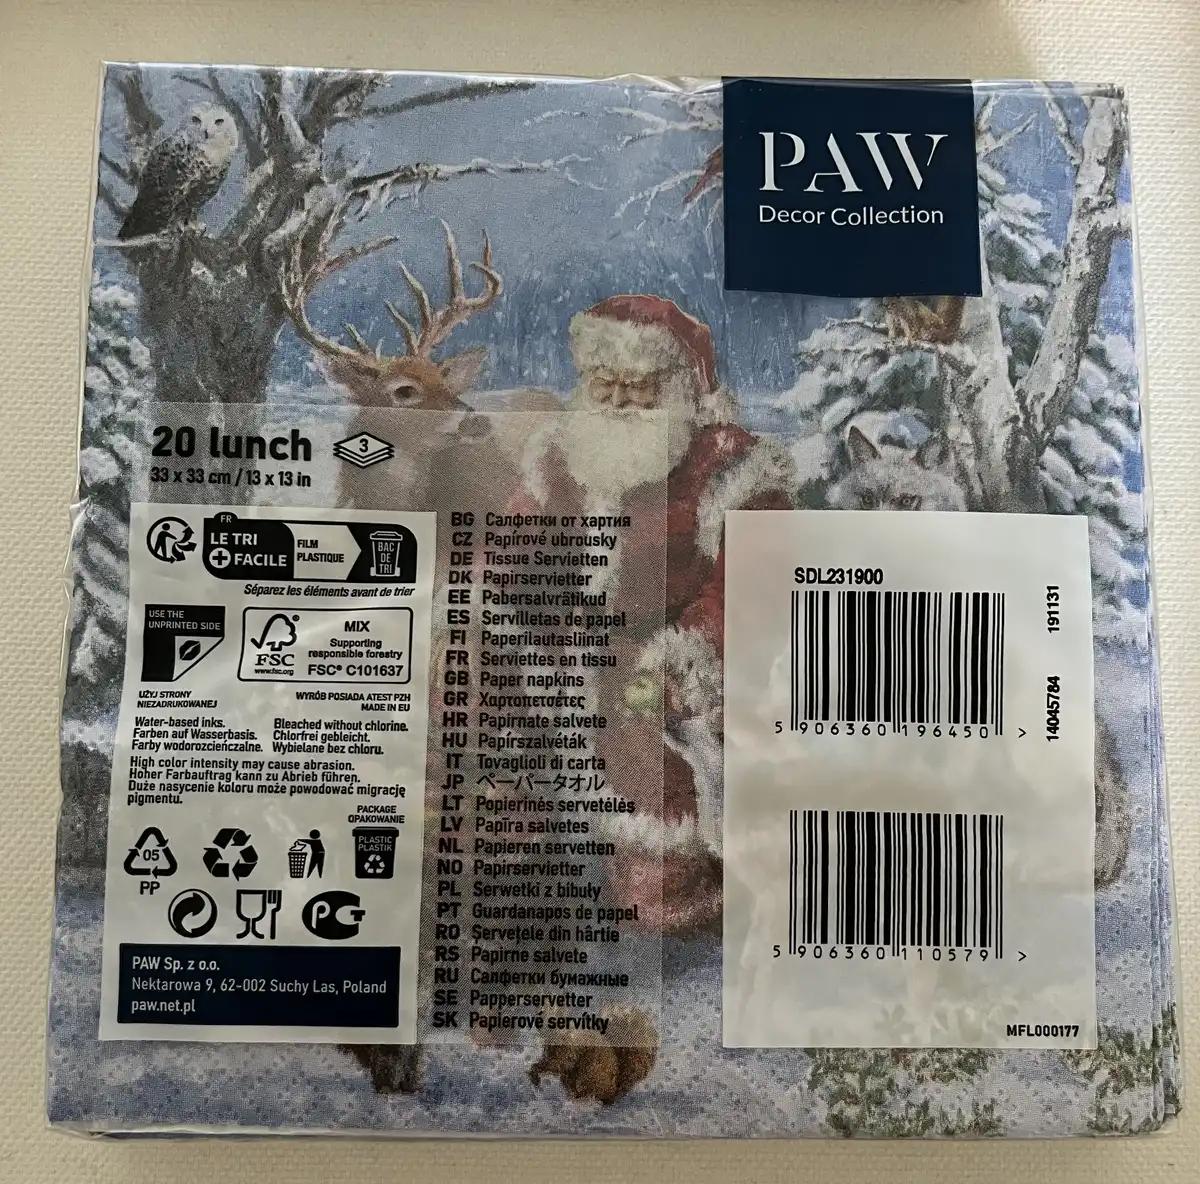 PAW
Decor Collection
20 lunch
3
33 x 33 cm / 13 x 13 in
FR
LE TRI
+ FACILE
FILM
PLASTIQUE
BAC
DE
TRI
Séparez les éléments avant de trier
USE THE
UNPRINTED SIDE
FSC
www.fsc.org
MIX
Supporting
responsible forestry
FSC® C101637
UŻYJ STRONY
NIEZADRUKOWANEJ
WYRÓB POSIADA ATEST PZH
MADE IN EU
Water-based inks.
Farben auf Wasserbasis.
Farby wodorozcieńczalne.
Bleached without chlorine.
Chlorfrei gebleicht.
Wybielane bez chloru.
High color intensity may cause abrasion.
Hoher Farbauftrag kann zu Abrieb führen.
Duże nasycenie koloru może powodować migrację
pigmentu.
PACKAGE
OPAKOWANIE
05
PP
PLASTIC
PLASTIK
PAW Sp. z o.o.
Nektarowa 9, 62-002 Suchy Las, Poland
paw.net.pl
BG Салфетки от хартия
CZ Papírové ubrousky
DE Tissue Servietten
DK Papirservietter
EE Pabersalvrätikud
ES Servilletas de papel
FI Paperilautasliinat
FR Serviettes en tissu
GB Paper napkins
GR Χαρτοπετσέτες
HR Papirnate salvete
HU Papírszalvéták
IT Tovaglioli di carta
JP ペーパータオル
LT Popierinės servetėlės
LV Papīra salvetes
NL Papieren servetten
NO Papirservietter
PL Serwetki z bibuły
PT Guardanapos de papel
RO Șervețele din hârtie
RS Papirne salvete
RU Салфетки бумажные
SE Papperservetter
SK Papierové servítky
SDL231900
5 906360 196450 >
14045784 191131
5 906360 110579 >
MFL000177